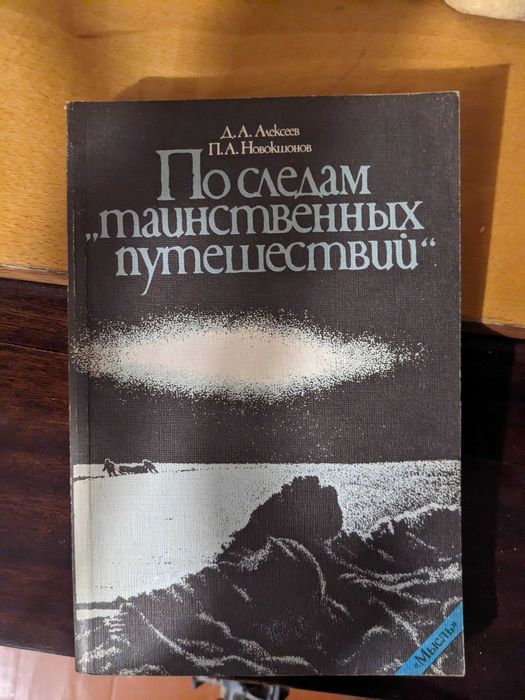 Д. А. Алексеев
П. А. Новокшонов
По следам
„таинственных
путешествий“
«Мысль»